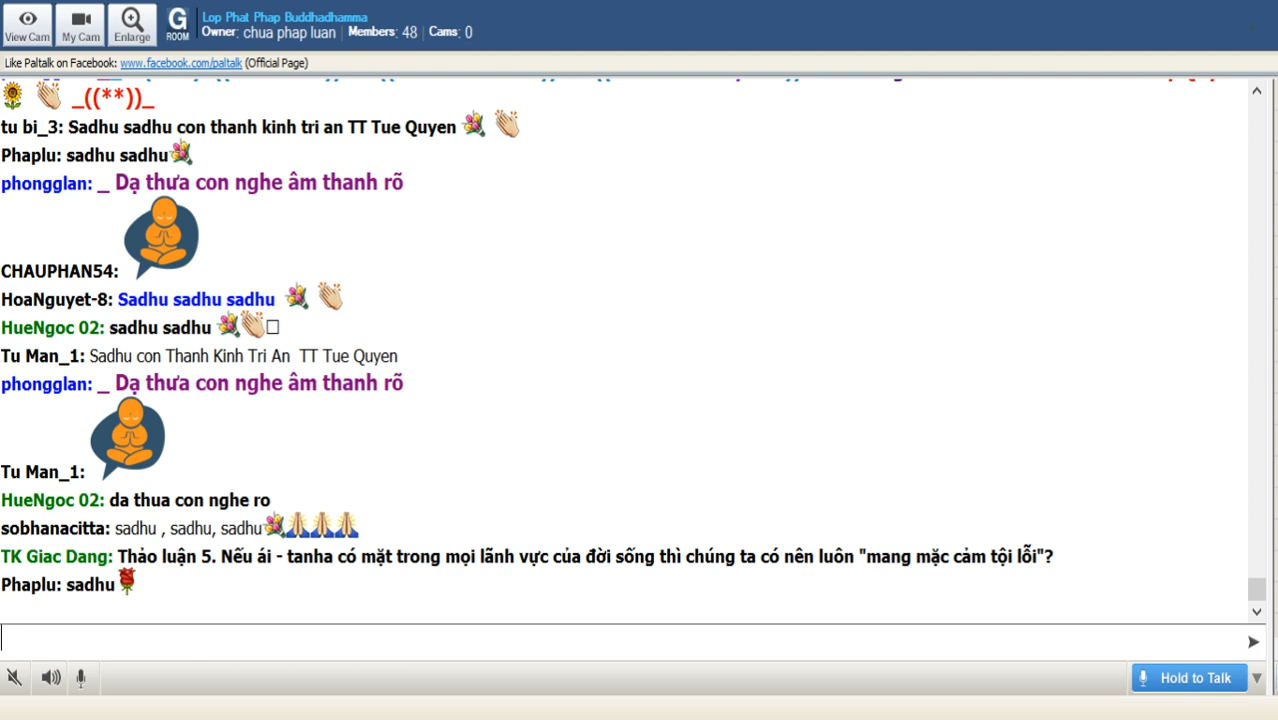 View Cam
My Cam
Enlarge
G
ROOM
Lop Phat Phap Buddhadhamma
Owner: chua phap luan | Members: 48 | Cams: 0
Like Paltalk on Facebook: www.facebook.com/paltalk (Official Page)
_((**))_
tu bi_3: Sadhu sadhu con thanh kinh tri an TT Tue Quyen
Phaplu: sadhu sadhu
phongglan: _ Dạ thưa con nghe âm thanh rõ
CHAUPHAN54:
HoaNguyet-8: Sadhu sadhu sadhu
HueNgoc 02: sadhu sadhu
Tu Man_1: Sadhu con Thanh Kinh Tri An TT Tue Quyen
phongglan: _ Dạ thưa con nghe âm thanh rõ
Tu Man_1:
HueNgoc 02: da thua con nghe ro
sobhanacitta: sadhu , sadhu, sadhu
TK Giac Dang: Thảo luận 5. Nếu ái - tanha có mặt trong mọi lãnh vực của đời sống thì chúng ta có nên luôn "mang mặc cảm tội lỗi"?
Phaplu: sadhu
Hold to Talk